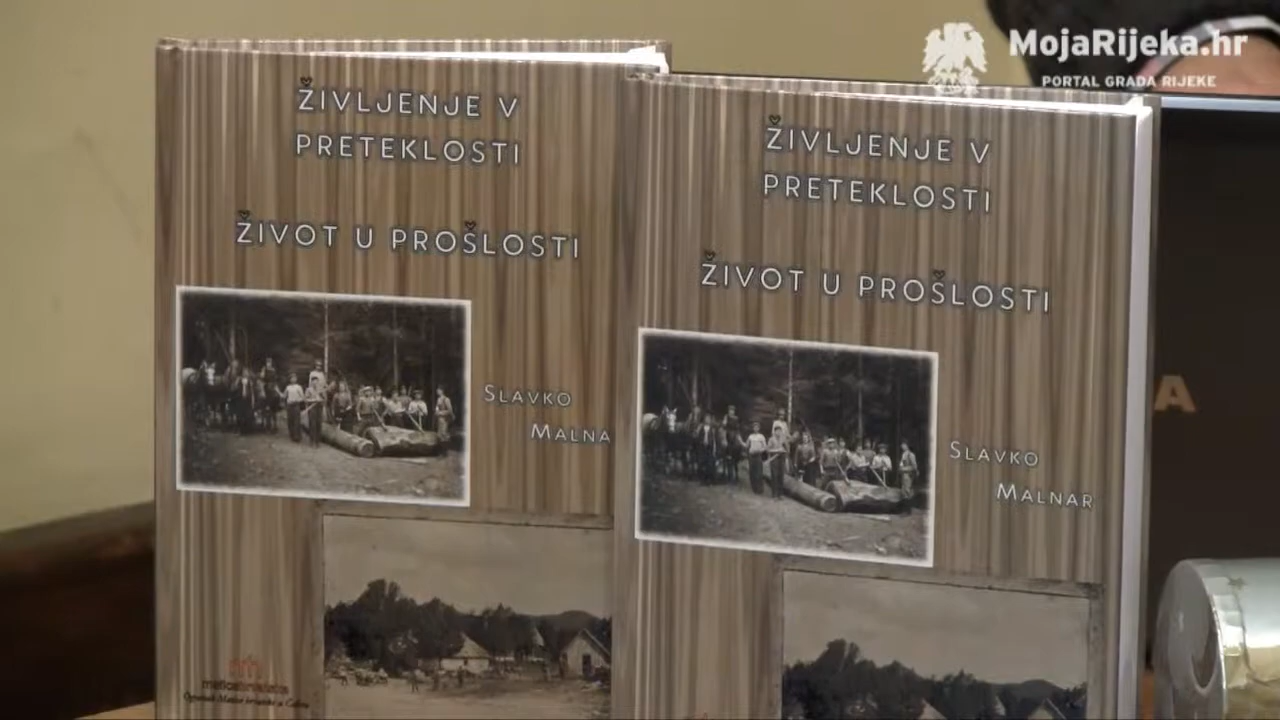 MojaRijeka.hr
PORTAL GRADA RIJEKE
ŽIVLJENJE V
PRETEKLOSTI
ŽIVOT U PROŠLOSTI
SLAVKO
MALNA
ŽIVLJENJE V
PRETEKLOSTI
ŽIVOT U PROŠLOSTI
SLAVKO
MALNAR
A